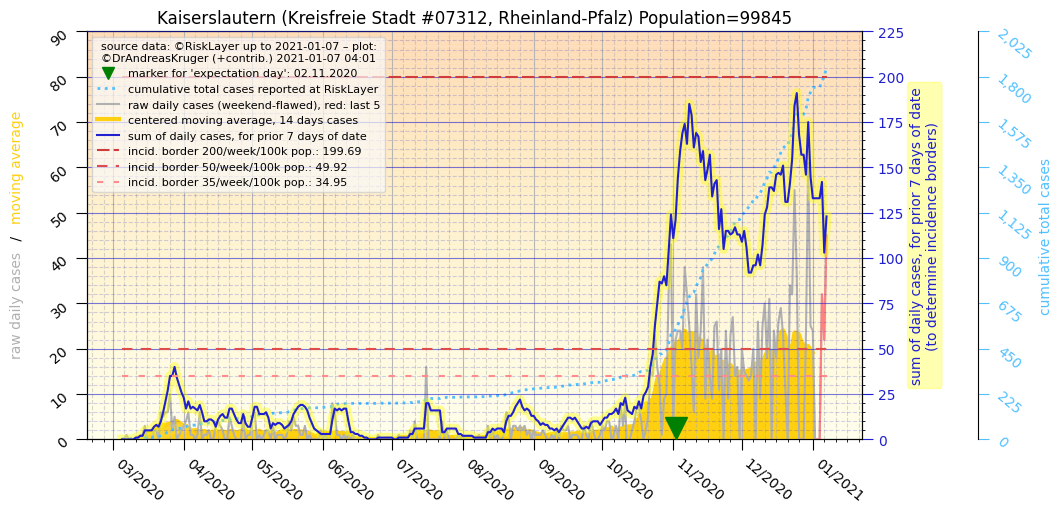 Kaiserslautern (Kreisfreie Stadt #07312, Rheinland-Pfalz) Population=99845
source data: ©RiskLayer up to 2021-01-07 – plot:
©DrAndreasKruger (+contrib.) 2021-01-07 04:01
marker for 'expectation day': 02.11.2020
cumulative total cases reported at RiskLayer
raw daily cases (weekend-flawed), red: last 5
centered moving average, 14 days cases
sum of daily cases, for prior 7 days of date
incid. border 200/week/100k pop.: 199.69
incid. border 50/week/100k pop.: 49.92
incid. border 35/week/100k pop.: 34.95
raw daily cases / moving average
90
80
70
60
50
40
30
20
10
0
03/2020
04/2020
05/2020
06/2020
07/2020
08/2020
09/2020
10/2020
11/2020
12/2020
01/2021
225
200
175
150
125
100
75
50
25
0
sum of daily cases, for prior 7 days of date
(to determine incidence borders)
2,025
1,800
1,575
1,350
1,125
900
675
450
225
0
cumulative total cases